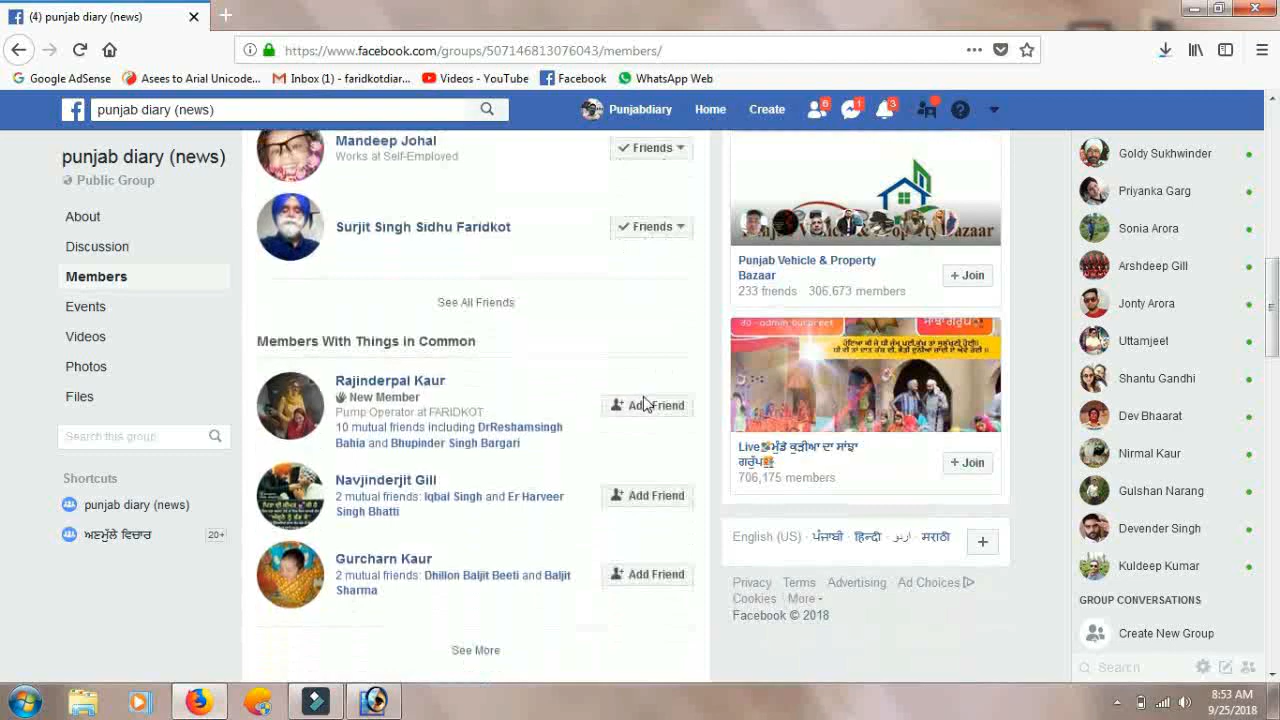 (4) punjab diary (news)
https://www.facebook.com/groups/507146813076043/members/
Google AdSense
Asees to Arial Unicode...
Inbox (1) - faridkotdiar...
Videos - YouTube
Facebook
WhatsApp Web
punjab diary (news)
Punjabdiary
Home
Create
6
1
3
punjab diary (news)
Public Group
About
Discussion
Members
Events
Videos
Photos
Files
Search this group
Shortcuts
punjab diary (news)
ਅਣਮੁੱਲੇ ਵਿਚਾਰ
20+
Mandeep Johal
Works at Self-Employed
Friends
Surjit Singh Sidhu Faridkot
Friends
See All Friends
Members With Things in Common
Rajinderpal Kaur
New Member
Pump Operator at FARIDKOT
10 mutual friends including DrReshamsingh
Bahia and Bhupinder Singh Bargari
Add Friend
Navjinderjit Gill
2 mutual friends: Iqbal Singh and Er Harveer
Singh Bhatti
Add Friend
Gurcharn Kaur
2 mutual friends: Dhillon Baljit Beeti and Baljit
Sharma
Add Friend
See More
Punjab Vehicle & Property
Bazaar
233 friends 306,673 members
+ Join
Live ਮੁੰਡੇ ਕੁੜੀਆ ਦਾ ਸਾਂਝਾ
ਗਰੁੱਪ
706,175 members
+ Join
English (US) · ਪੰਜਾਬੀ · हिन्दी · اردو · मराठी
Privacy Terms Advertising Ad Choices
Cookies More
Facebook © 2018
Goldy Sukhwinder
Priyanka Garg
Sonia Arora
Arshdeep Gill
Jonty Arora
Uttamjeet
Shantu Gandhi
Dev Bhaarat
Nirmal Kaur
Gulshan Narang
Devender Singh
Kuldeep Kumar
GROUP CONVERSATIONS
Create New Group
Search
8:53 AM
9/25/2018